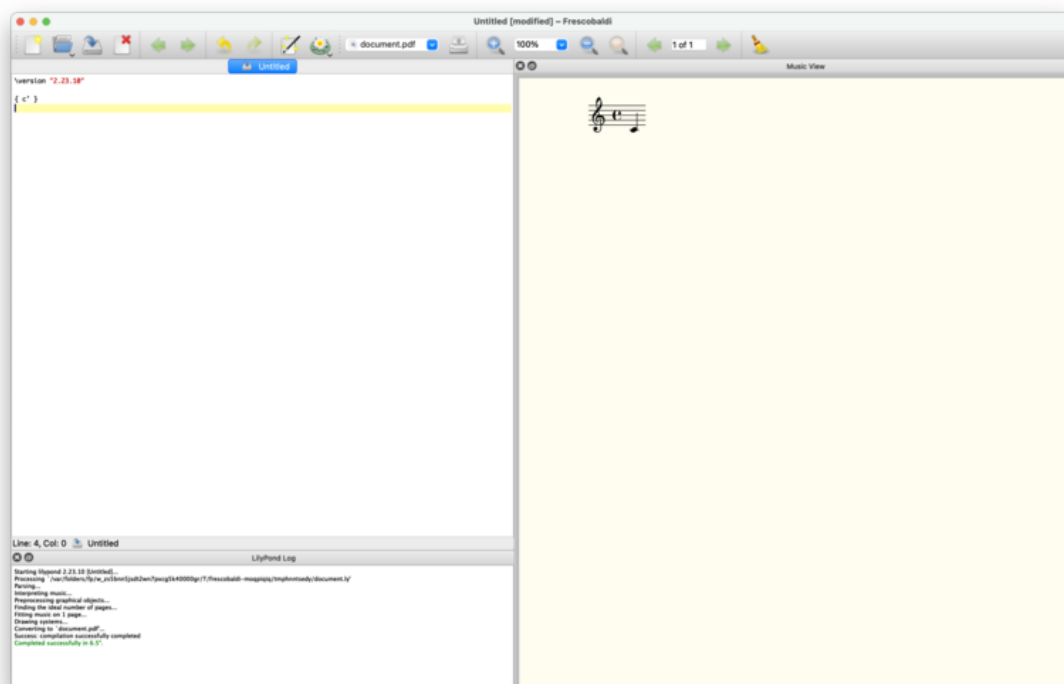 Untitled [modified] – Frescobaldi
document.pdf
100%
1 of 1
Untitled
Music View
\version "2.23.10"
{ c' }
Line: 4, Col: 0 Untitled
LilyPond Log
Starting lilypond 2.23.10 [Untitled]...
Parsing...
Interpreting music...
Preprocessing graphical objects...
Finding the ideal number of pages...
Fitting music on 1 page...
Drawing systems...
Converting to `document.pdf'...
Success: compilation successfully completed
Completed successfully in 6.5".